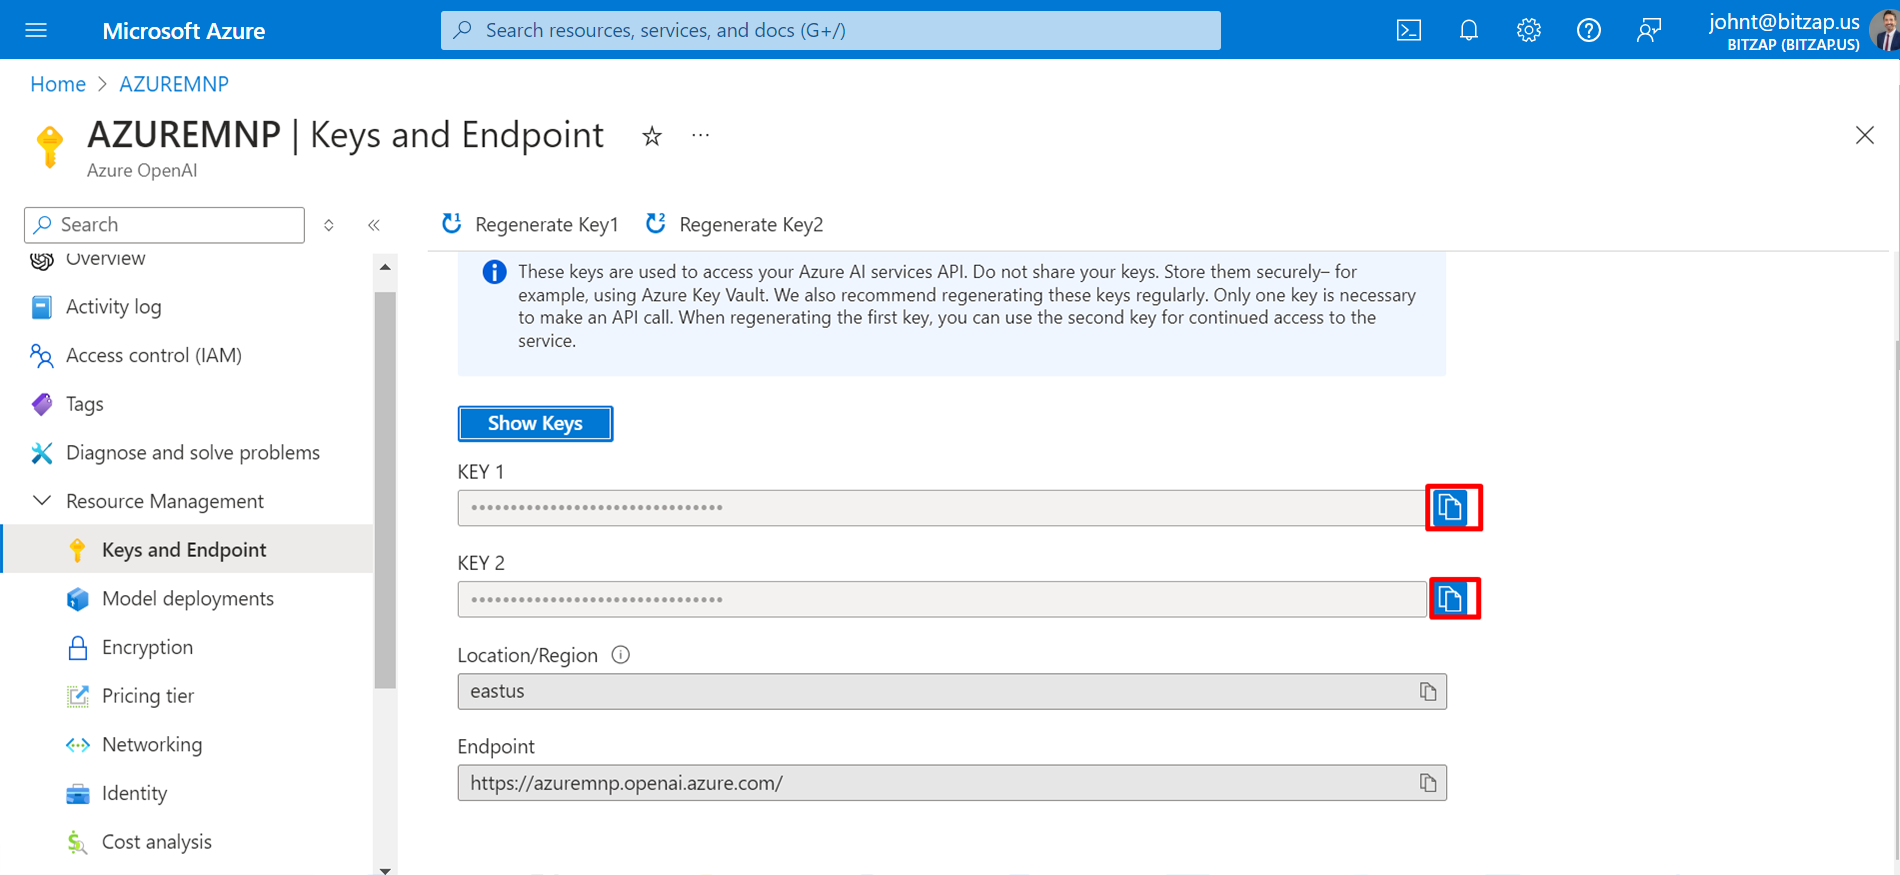 Microsoft Azure
Search resources, services, and docs (G+/)
johnt@bitzap.us
BITZAP (BITZAP.US)
Home > AZUREMNP
AZUREMNP | Keys and Endpoint
Azure OpenAI
Search
Overview
Activity log
Access control (IAM)
Tags
Diagnose and solve problems
Resource Management
Keys and Endpoint
Model deployments
Encryption
Pricing tier
Networking
Identity
Cost analysis
1 Regenerate Key1
2 Regenerate Key2
These keys are used to access your Azure AI services API. Do not share your keys. Store them securely– for
example, using Azure Key Vault. We also recommend regenerating these keys regularly. Only one key is necessary
to make an API call. When regenerating the first key, you can use the second key for continued access to the
service.
Show Keys
KEY 1
••••••••••••••••••••••••••••••••
KEY 2
••••••••••••••••••••••••••••••••
Location/Region
eastus
Endpoint
https://azuremnp.openai.azure.com/